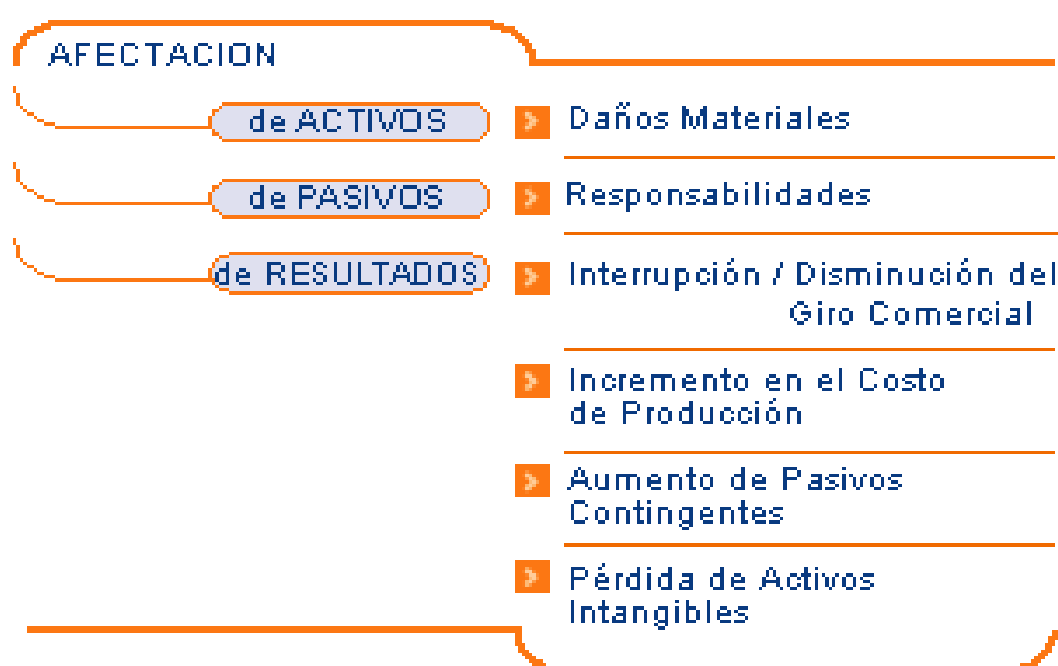 AFECTACION
de ACTIVOS
Daños Materiales
de PASIVOS
Responsabilidades
de RESULTADOS
Interrupción / Disminución del
Giro Comercial
Incremento en el Costo
de Producción
Aumento de Pasivos
Contingentes
Pérdida de Activos
Intangibles